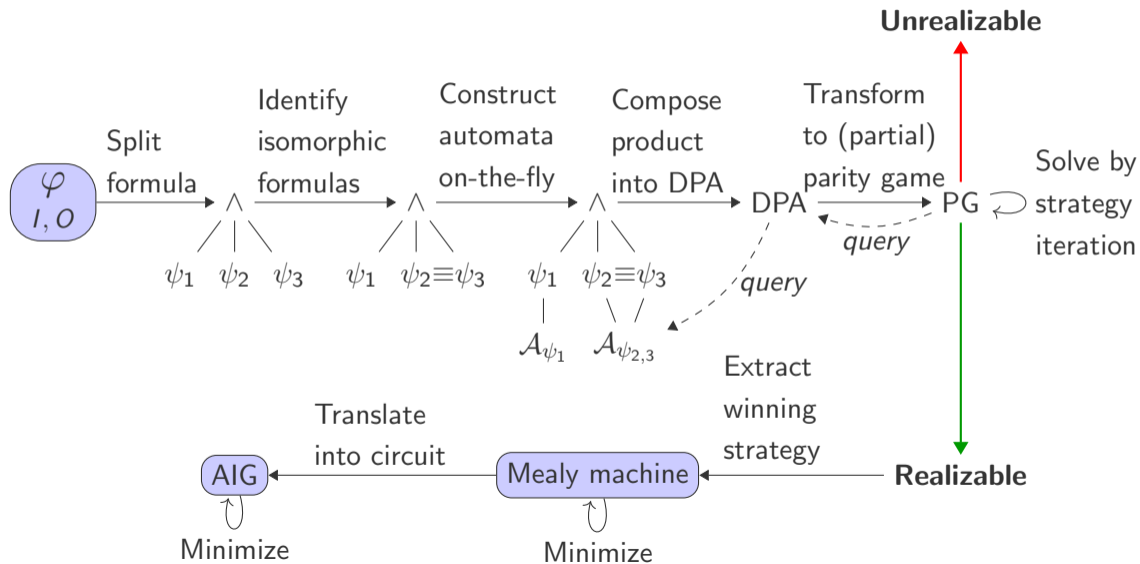 Unrealizable
Split
formula
Identify
isomorphic
formulas
Construct
automata
on-the-fly
Compose
product
into DPA
Transform
to (partial)
parity game
Solve by
strategy
iteration
φ
I, O
∧
∧
∧
DPA
PG
query
ψ1 ψ2 ψ3
ψ1 ψ2≡ψ3
ψ1 ψ2≡ψ3
query
𝒜ψ1 𝒜ψ2,3
Extract
winning
strategy
Translate
into circuit
AIG
Mealy machine
Realizable
Minimize
Minimize